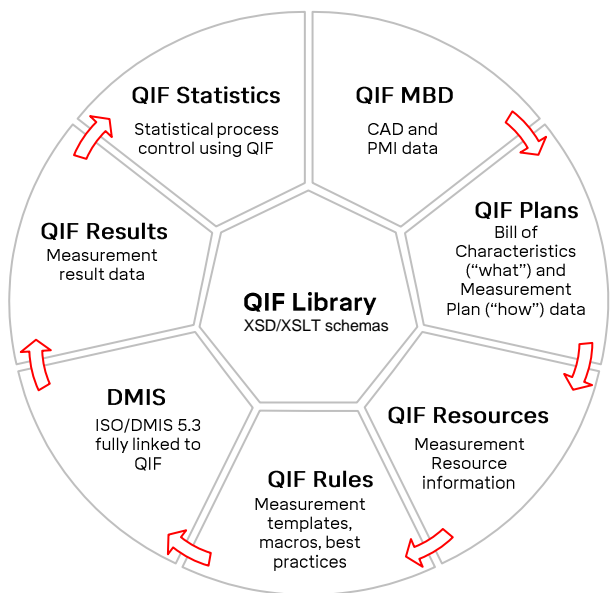 QIF Statistics
Statistical process
control using QIF
QIF MBD
CAD and
PMI data
QIF Plans
Bill of
Characteristics
(“what”) and
Measurement
Plan (“how”) data
QIF Resources
Measurement
Resource
information
QIF Rules
Measurement
templates,
macros, best
practices
DMIS
ISO/DMIS 5.3
fully linked to
QIF
QIF Results
Measurement
result data
QIF Library
XSD/XSLT schemas